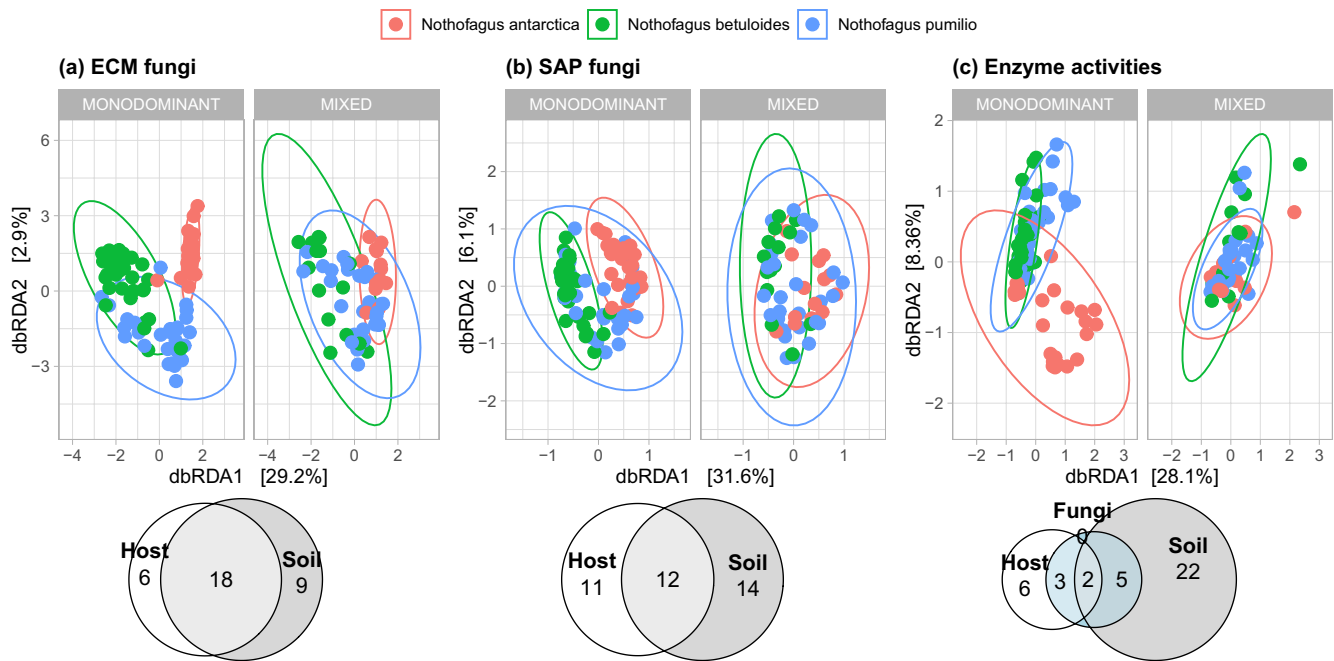 Nothofagus antarctica Nothofagus betuloides Nothofagus pumilio
(a) ECM fungi (b) SAP fungi (c) Enzyme activities
MONODOMINANT MIXED MONODOMINANT MIXED MONODOMINANT MIXED
dbRDA2 [2.9%]
6
3
0
−3
−4 −2 0 2 −4 −2 0 2
dbRDA1 [29.2%]
dbRDA2 [6.1%]
2
1
0
−1
−2
−1 0 1 −1 0 1
dbRDA1 [31.6%]
dbRDA2 [8.36%]
2
1
0
−1
−2
−2 −1 0 1 2 3 −2 −1 0 1 2 3
dbRDA1 [28.1%]
Host Soil
6 18 9
Host Soil
11 12 14
Fungi
0
Host Soil
6 3 2 5 22